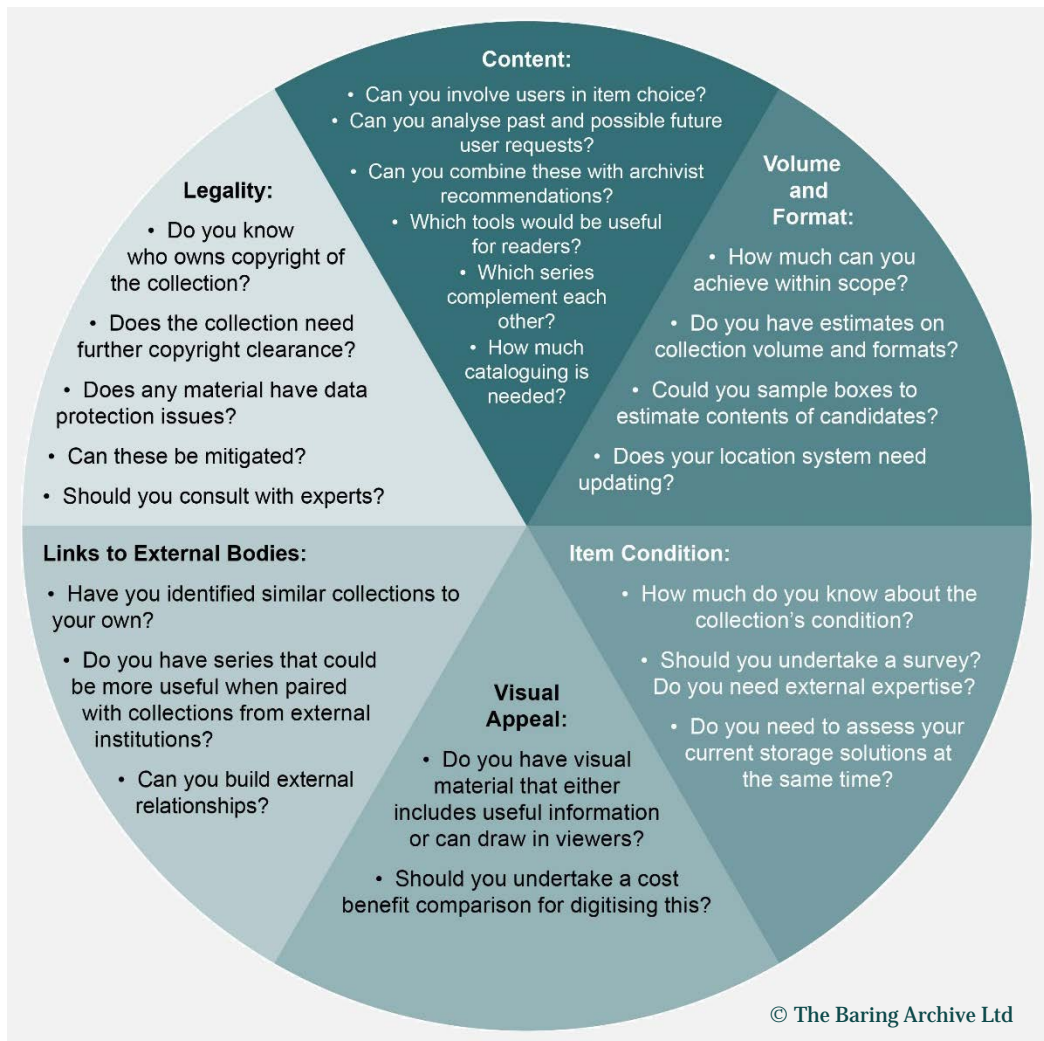 Content:
• Can you involve users in item choice?
• Can you analyse past and possible future
user requests?
• Can you combine these with archivist
recommendations?
• Which tools would be useful
for readers?
• Which series
complement each
other?
• How much
cataloguing is
needed?
Volume
and
Format:
• How much can you
achieve within scope?
• Do you have estimates on
collection volume and formats?
• Could you sample boxes to
estimate contents of candidates?
• Does your location system need
updating?
Item Condition:
• How much do you know about the
collection's condition?
• Should you undertake a survey?
Do you need external expertise?
• Do you need to assess your
current storage solutions at
the same time?
Visual
Appeal:
• Do you have visual
material that either
includes useful information
or can draw in viewers?
• Should you undertake a cost
benefit comparison for digitising this?
Links to External Bodies:
• Have you identified similar collections to
your own?
• Do you have series that could
be more useful when paired
with collections from external
institutions?
• Can you build external
relationships?
Legality:
• Do you know
who owns copyright of
the collection?
• Does the collection need
further copyright clearance?
• Does any material have data
protection issues?
• Can these be mitigated?
• Should you consult with experts?
© The Baring Archive Ltd